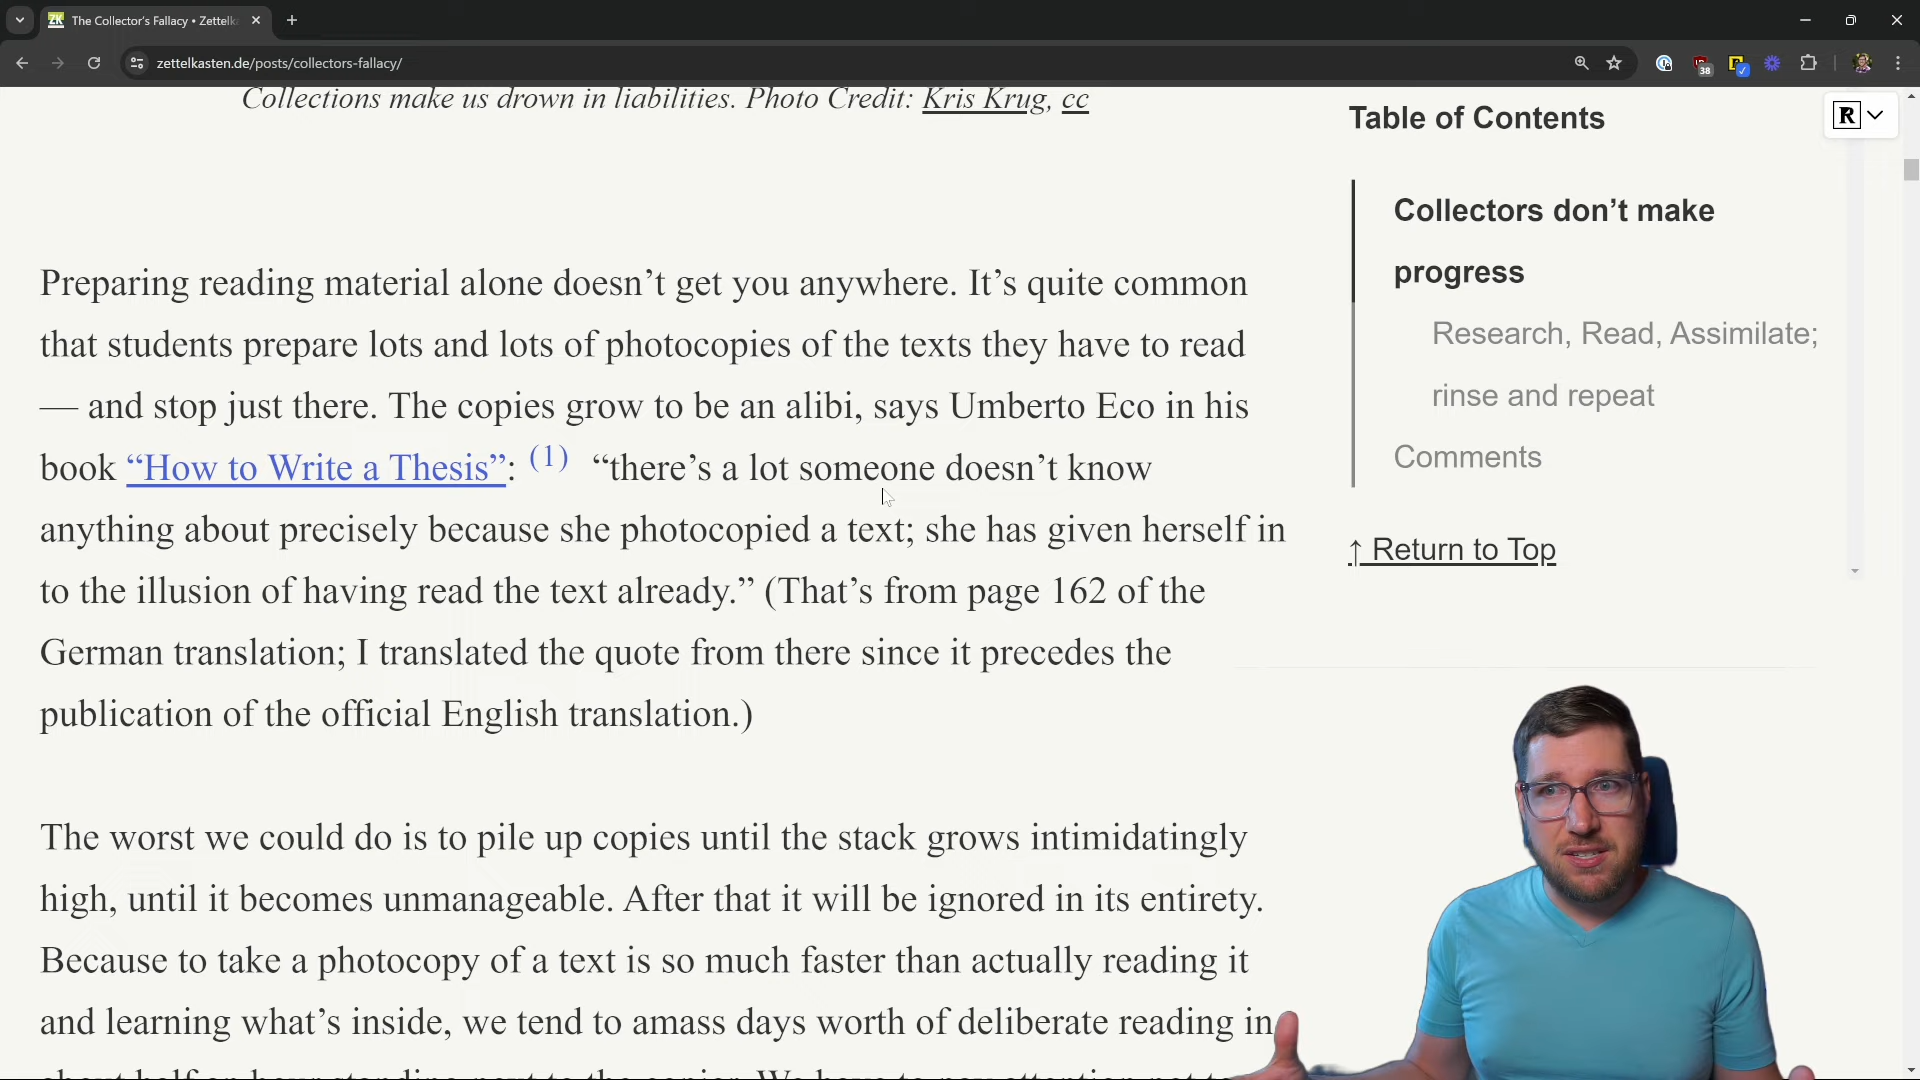 The Collector's Fallacy • Zettelk
zettelkasten.de/posts/collectors-fallacy/
38
Collections make us drown in liabilities. Photo Credit: Kris Krug, cc
Preparing reading material alone doesn’t get you anywhere. It’s quite common
that students prepare lots and lots of photocopies of the texts they have to read
— and stop just there. The copies grow to be an alibi, says Umberto Eco in his
book “How to Write a Thesis”: (1) “there’s a lot someone doesn’t know
anything about precisely because she photocopied a text; she has given herself in
to the illusion of having read the text already.” (That’s from page 162 of the
German translation; I translated the quote from there since it precedes the
publication of the official English translation.)
The worst we could do is to pile up copies until the stack grows intimidatingly
high, until it becomes unmanageable. After that it will be ignored in its entirety.
Because to take a photocopy of a text is so much faster than actually reading it
and learning what’s inside, we tend to amass days worth of deliberate reading in
Table of Contents
R
Collectors don’t make
progress
Research, Read, Assimilate;
rinse and repeat
Comments
↑ Return to Top